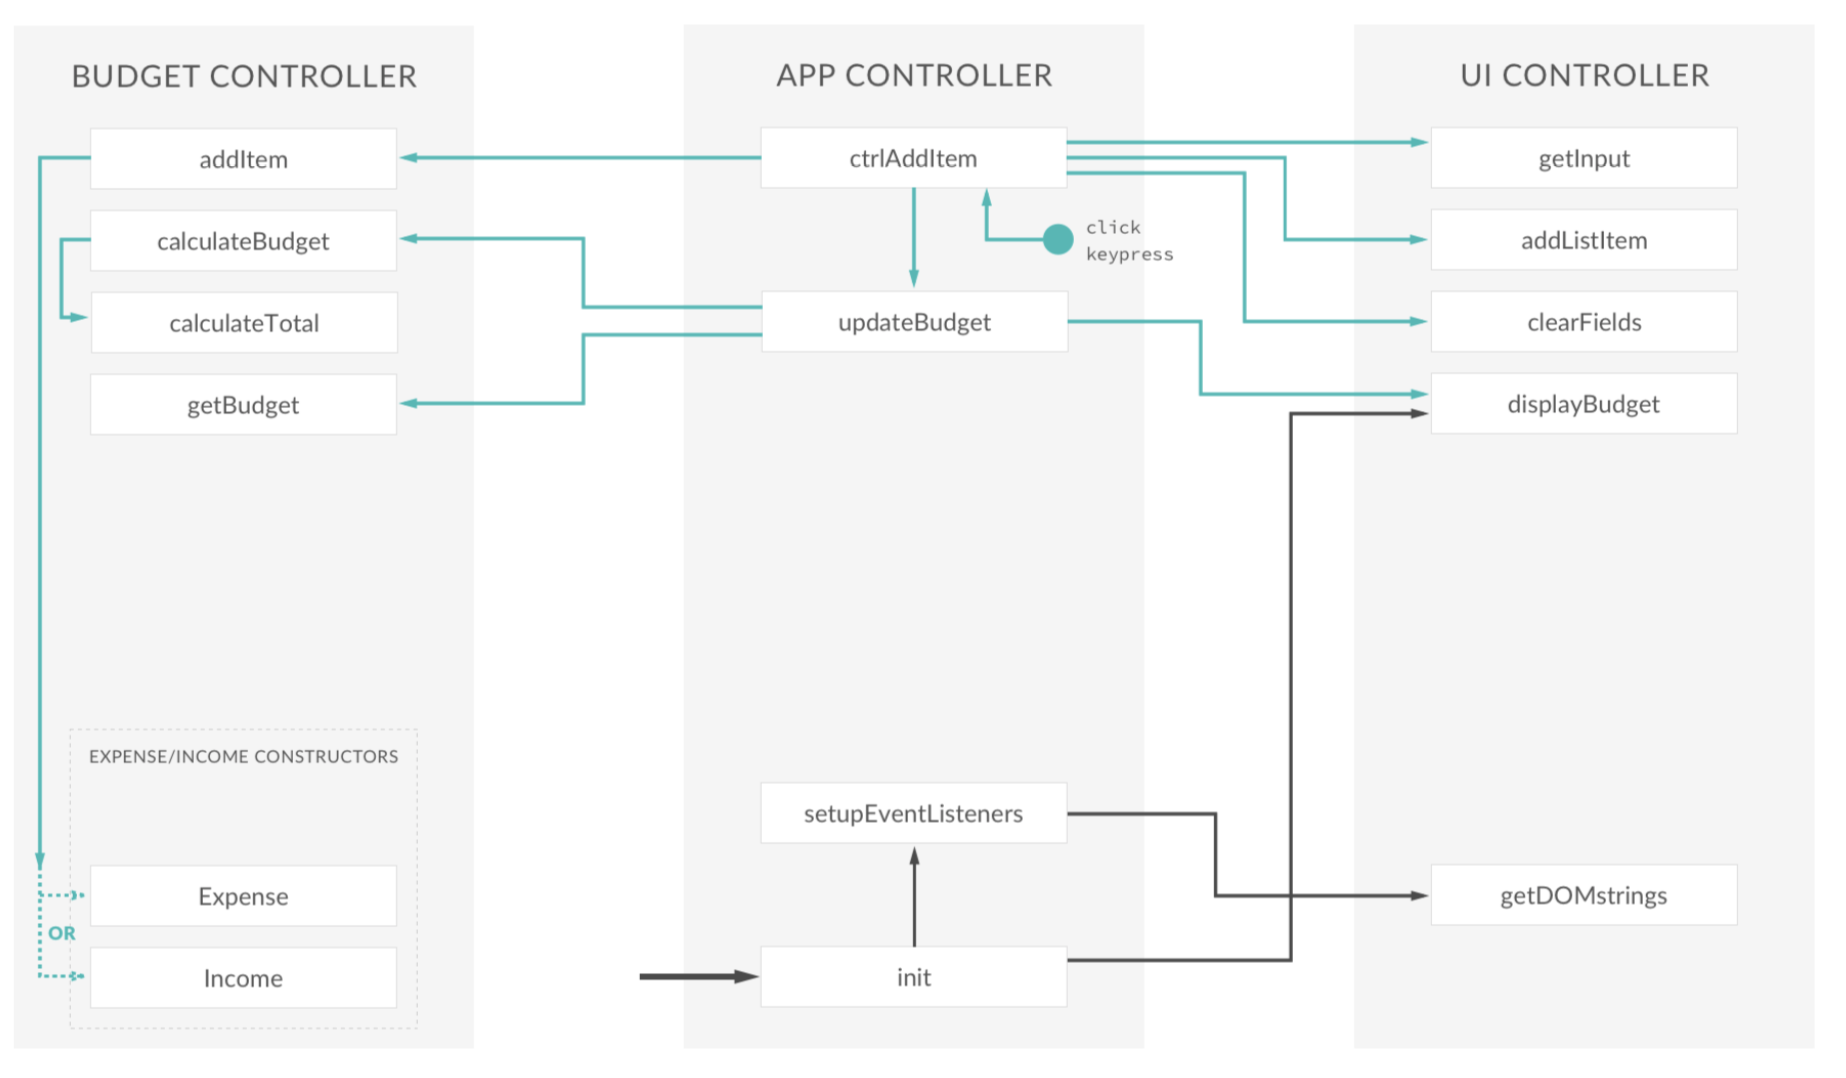 BUDGET CONTROLLER
addItem
calculateBudget
calculateTotal
getBudget
EXPENSE/INCOME CONSTRUCTORS
Expense
OR
Income
APP CONTROLLER
ctrlAddItem
click
keypress
updateBudget
setupEventListeners
init
UI CONTROLLER
getInput
addListItem
clearFields
displayBudget
getDOMstrings